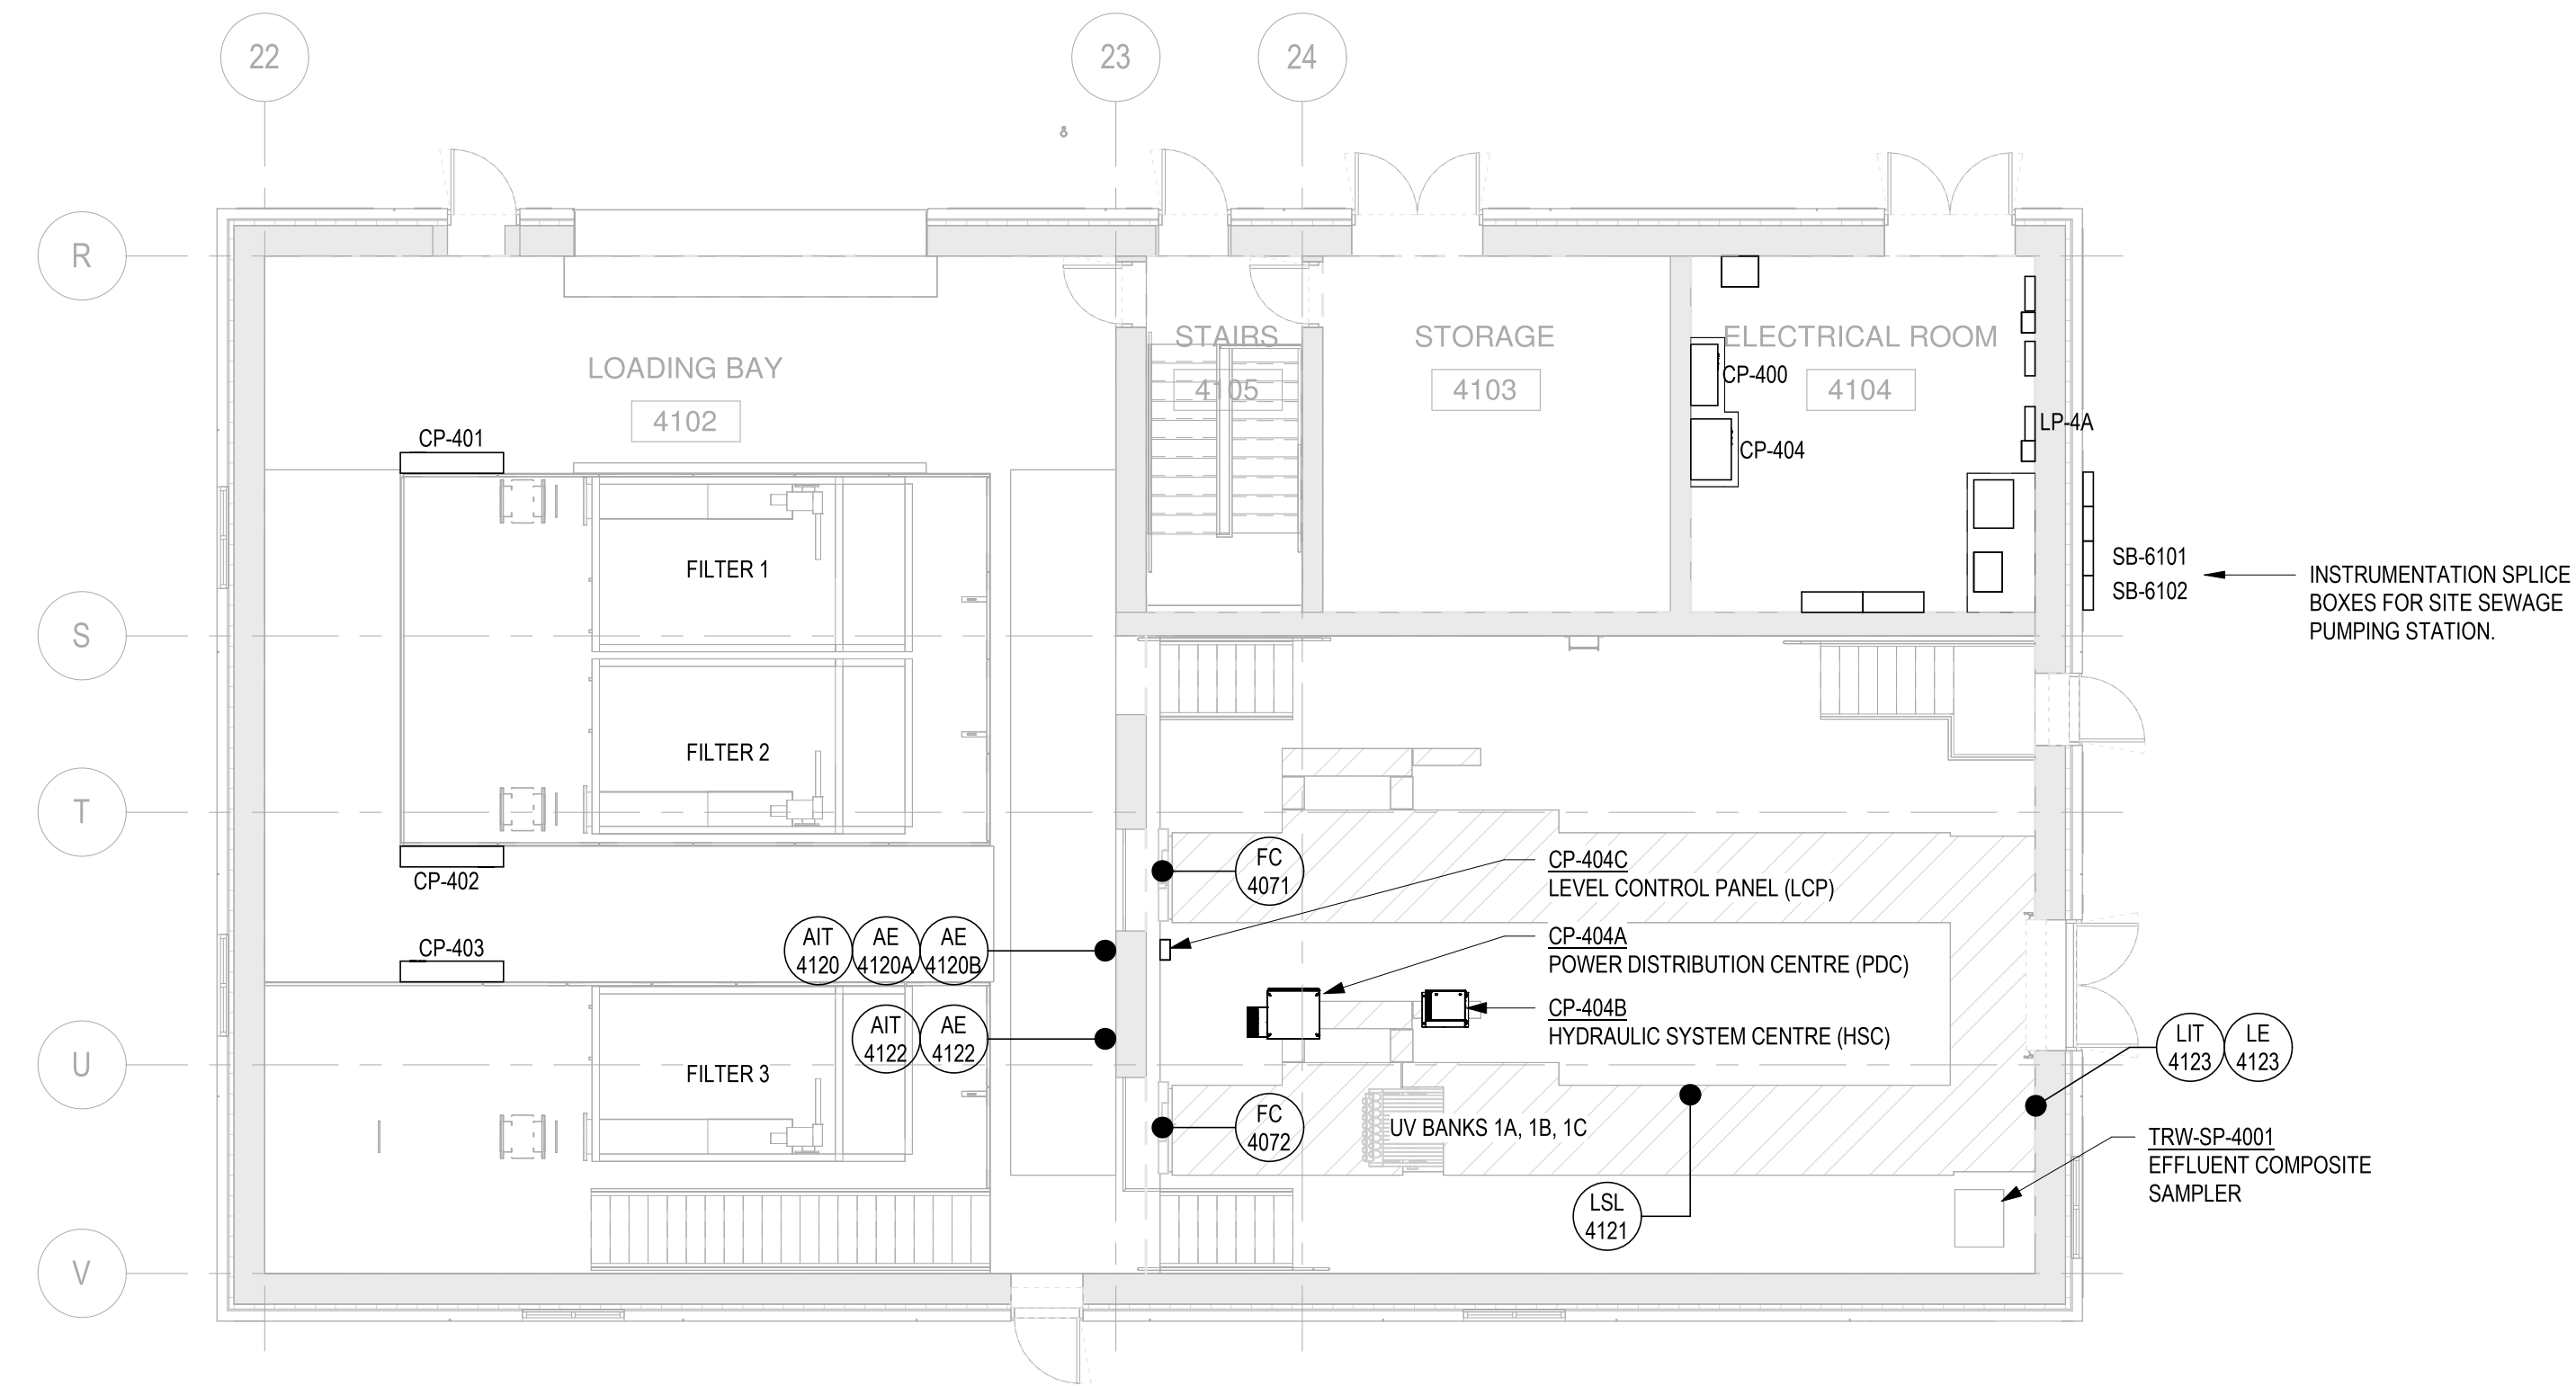 22
23
24
R
S
T
U
V
LOADING BAY
4102
STAIRS
4105
STORAGE
4103
ELECTRICAL ROOM
4104
CP-400
CP-404
LP-4A
CP-401
FILTER 1
FILTER 2
CP-402
CP-403
FILTER 3
SB-6101
SB-6102
INSTRUMENTATION SPLICE
BOXES FOR SITE SEWAGE
PUMPING STATION.
FC
4071
CP-404C
LEVEL CONTROL PANEL (LCP)
AIT
4120
AE
4120A
AE
4120B
CP-404A
POWER DISTRIBUTION CENTRE (PDC)
AIT
4122
AE
4122
CP-404B
HYDRAULIC SYSTEM CENTRE (HSC)
LIT
4123
LE
4123
FC
4072
UV BANKS 1A, 1B, 1C
TRW-SP-4001
EFFLUENT COMPOSITE
SAMPLER
LSL
4121